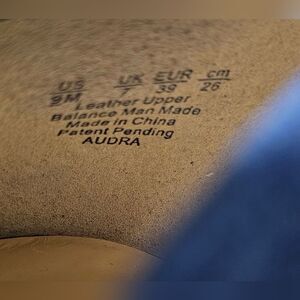 US UK EUR cm
9M 7 39 26
Leather Upper
Balance Man Made
Made in China
Patent Pending
AUDRA